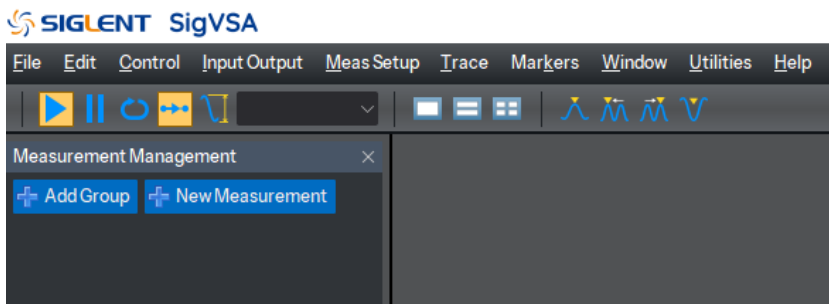 SIGLENT SigVSA
File Edit Control Input Output Meas Setup Trace Markers Window Utilities Help
Measurement Management
Add Group New Measurement